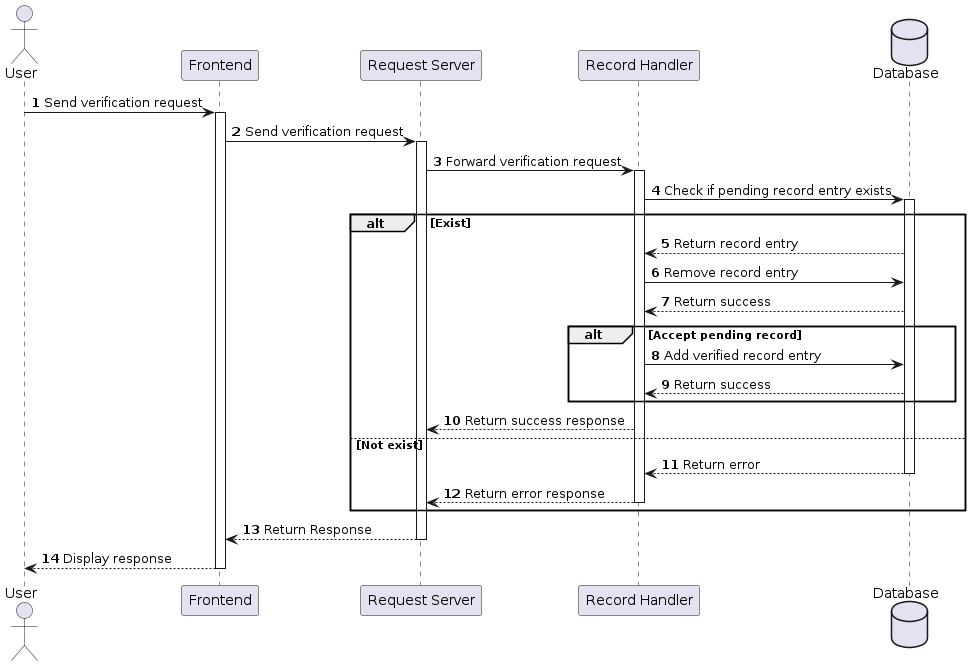 User
Frontend
Request Server
Record Handler
Database
1 Send verification request
2 Send verification request
3 Forward verification request
4 Check if pending record entry exists
alt [Exist]
5 Return record entry
6 Remove record entry
7 Return success
alt [Accept pending record]
8 Add verified record entry
9 Return success
10 Return success response
[Not exist]
11 Return error
12 Return error response
13 Return Response
14 Display response
User
Frontend
Request Server
Record Handler
Database